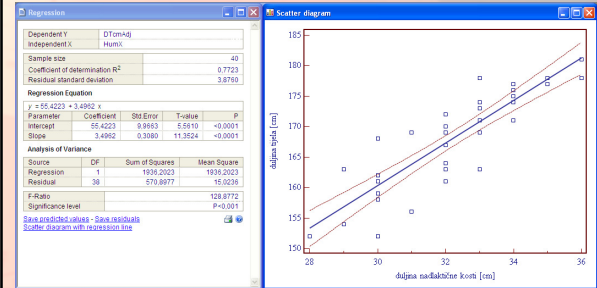 Regression
Dependent Y DTcmAdj
Independent X HumX
Sample size 40
Coefficient of determination R2 0,7723
Residual standard deviation 3.8760
Regression Equation
y = 55,4223 + 3,4962 x
Parameter Coefficient Std.Error T-value P
Intercept 55,4223 9,9663 5,5610 <0,0001
Slope 3,4962 0,3080 11,3524 <0,0001
Analysis of Variance
Source DF Sum of Squares Mean Square
Regression 1 1936,2023 1936,2023
Residual 38 570,8977 15,0236
F-Ratio 128,8772
Significance level P<0,001
Save predicted values - Save residuals
Scatter diagram with regression line
Scatter diagram
185
180
175
170
165
160
155
150
duljina tijela [cm]
28 30 32 34 36
duljina nadlaktične kosti [cm]